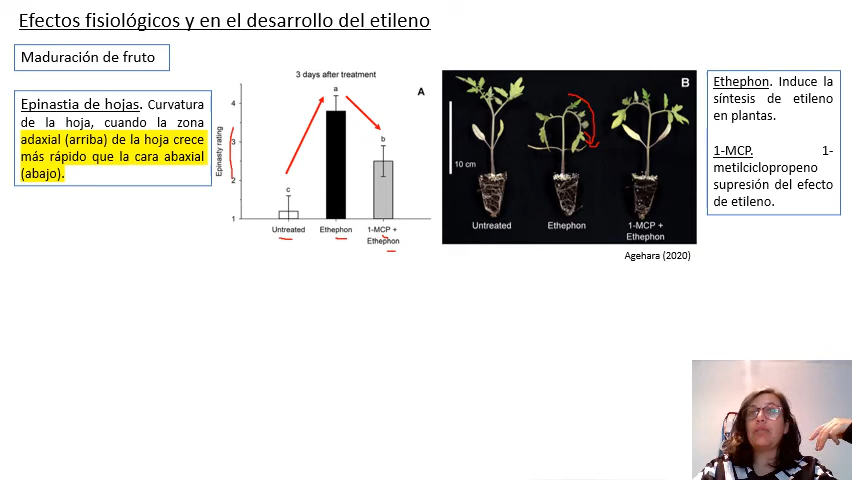 Efectos fisiológicos y en el desarrollo del etileno
Maduración de fruto
Epinastia de hojas. Curvatura
de la hoja, cuando la zona
adaxial (arriba) de la hoja crece
más rápido que la cara abaxial
(abajo).
3 days after treatment
A
Epinasty rating
4
3
2
1
c
a
b
Untreated
Ethephon
1-MCP +
Ethephon
B
10 cm
Untreated
Ethephon
1-MCP +
Ethephon
Agehara (2020)
Ethephon. Induce la
síntesis de etileno
en plantas.
1-MCP. 1-
metilciclopropeno
supresión del efecto
de etileno.